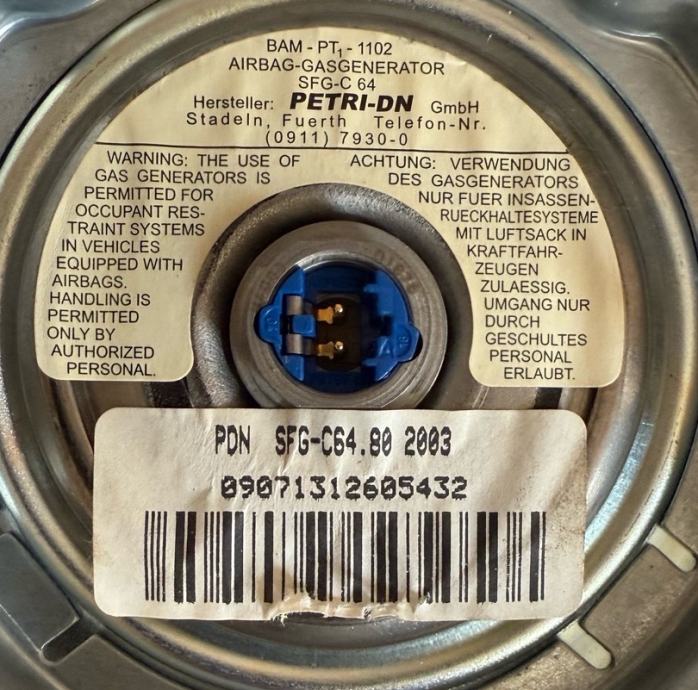 BAM - PT₁ - 1102
AIRBAG-GASGENERATOR
SFG-C 64
Hersteller: PETRI-DN GmbH
Stadeln, Fuerth Telefon-Nr.
(0911) 7930-0
WARNING: THE USE OF
GAS GENERATORS IS
PERMITTED FOR
OCCUPANT RES-
TRAINT SYSTEMS
IN VEHICLES
EQUIPPED WITH
AIRBAGS.
HANDLING IS
PERMITTED
ONLY BY
AUTHORIZED
PERSONAL.
ACHTUNG: VERWENDUNG
DES GASGENERATORS
NUR FUER INSASSEN-
RUECKHALTESYSTEME
MIT LUFTSACK IN
KRAFTFAHR-
ZEUGEN
ZULAESSIG.
UMGANG NUR
DURCH
GESCHULTES
PERSONAL
ERLAUBT.
PDN SFG-C64.80 2003
09071312605432